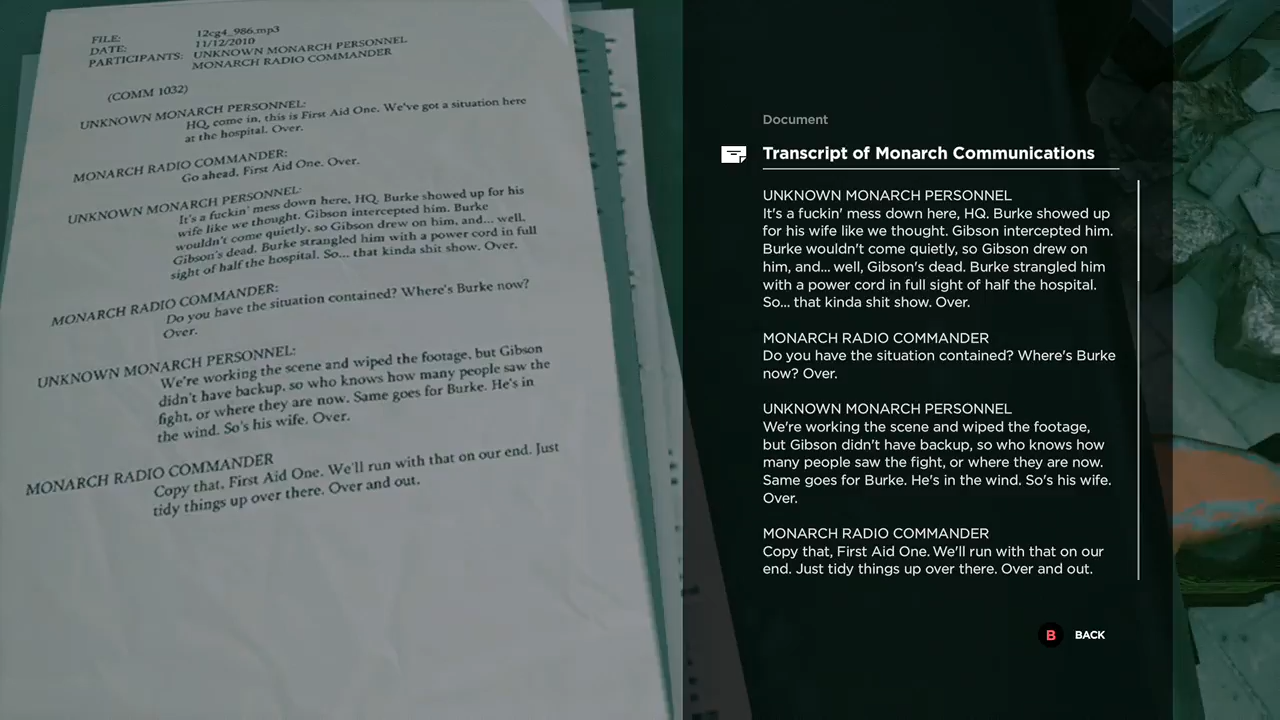 FILE: 12cg4_986.mp3
DATE: 11/12/2010
PARTICIPANTS: UNKNOWN MONARCH PERSONNEL
MONARCH RADIO COMMANDER
(COMM 1032)
UNKNOWN MONARCH PERSONNEL:
HQ, come in, this is First Aid One. We've got a situation here
at the hospital. Over.
MONARCH RADIO COMMANDER:
Go ahead, First Aid One. Over.
UNKNOWN MONARCH PERSONNEL:
It's a fuckin' mess down here, HQ. Burke showed up for his
wife like we thought. Gibson intercepted him. Burke
wouldn't come quietly, so Gibson drew on him, and... well,
Gibson's dead. Burke strangled him with a power cord in full
sight of half the hospital. So... that kinda shit show. Over.
MONARCH RADIO COMMANDER:
Do you have the situation contained? Where's Burke now?
Over.
UNKNOWN MONARCH PERSONNEL:
We're working the scene and wiped the footage, but Gibson
didn't have backup, so who knows how many people saw the
fight, or where they are now. Same goes for Burke. He's in
the wind. So's his wife. Over.
MONARCH RADIO COMMANDER
Copy that, First Aid One. We'll run with that on our end. Just
tidy things up over there. Over and out.
Document
Transcript of Monarch Communications
UNKNOWN MONARCH PERSONNEL
It's a fuckin' mess down here, HQ. Burke showed up
for his wife like we thought. Gibson intercepted him.
Burke wouldn't come quietly, so Gibson drew on
him, and... well, Gibson's dead. Burke strangled him
with a power cord in full sight of half the hospital.
So... that kinda shit show. Over.
MONARCH RADIO COMMANDER
Do you have the situation contained? Where's Burke
now? Over.
UNKNOWN MONARCH PERSONNEL
We're working the scene and wiped the footage,
but Gibson didn't have backup, so who knows how
many people saw the fight, or where they are now.
Same goes for Burke. He's in the wind. So's his wife.
Over.
MONARCH RADIO COMMANDER
Copy that, First Aid One. We'll run with that on our
end. Just tidy things up over there. Over and out.
B BACK